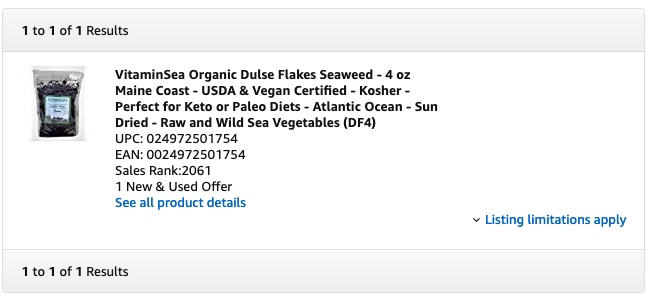 1 to 1 of 1 Results
VitaminSea Organic Dulse Flakes Seaweed - 4 oz
Maine Coast - USDA & Vegan Certified - Kosher -
Perfect for Keto or Paleo Diets - Atlantic Ocean - Sun
Dried - Raw and Wild Sea Vegetables (DF4)
UPC: 024972501754
EAN: 0024972501754
Sales Rank:2061
1 New & Used Offer
See all product details
Listing limitations apply
1 to 1 of 1 Results